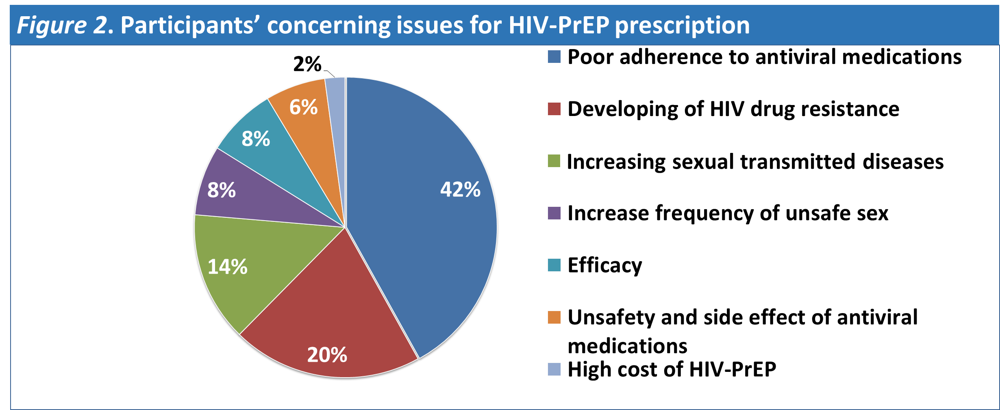 Figure 2. Participants’ concerning issues for HIV-PrEP prescription
2%
6%
8%
8%
42%
14%
20%
Poor adherence to antiviral medications
Developing of HIV drug resistance
Increasing sexual transmitted diseases
Increase frequency of unsafe sex
Efficacy
Unsafety and side effect of antiviral
medications
High cost of HIV-PrEP